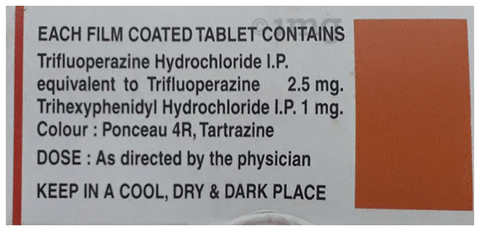 EACH FILM COATED TABLET CONTAINS
Trifluoperazine Hydrochloride I.P.
equivalent to Trifluoperazine 2.5 mg.
Trihexyphenidyl Hydrochloride I.P. 1 mg.
Colour : Ponceau 4R, Tartrazine
DOSE : As directed by the physician
KEEP IN A COOL, DRY & DARK PLACE